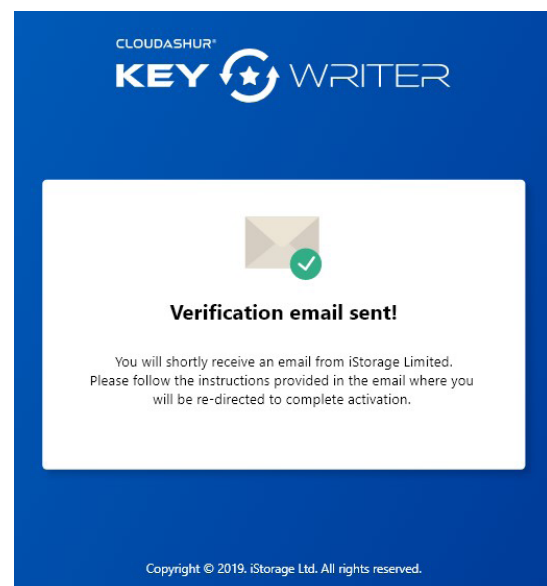 CLOUDASHUR®
KEY WRITER
Verification email sent!
You will shortly receive an email from iStorage Limited.
Please follow the instructions provided in the email where you
will be re-directed to complete activation.
Copyright © 2019. iStorage Ltd. All rights reserved.